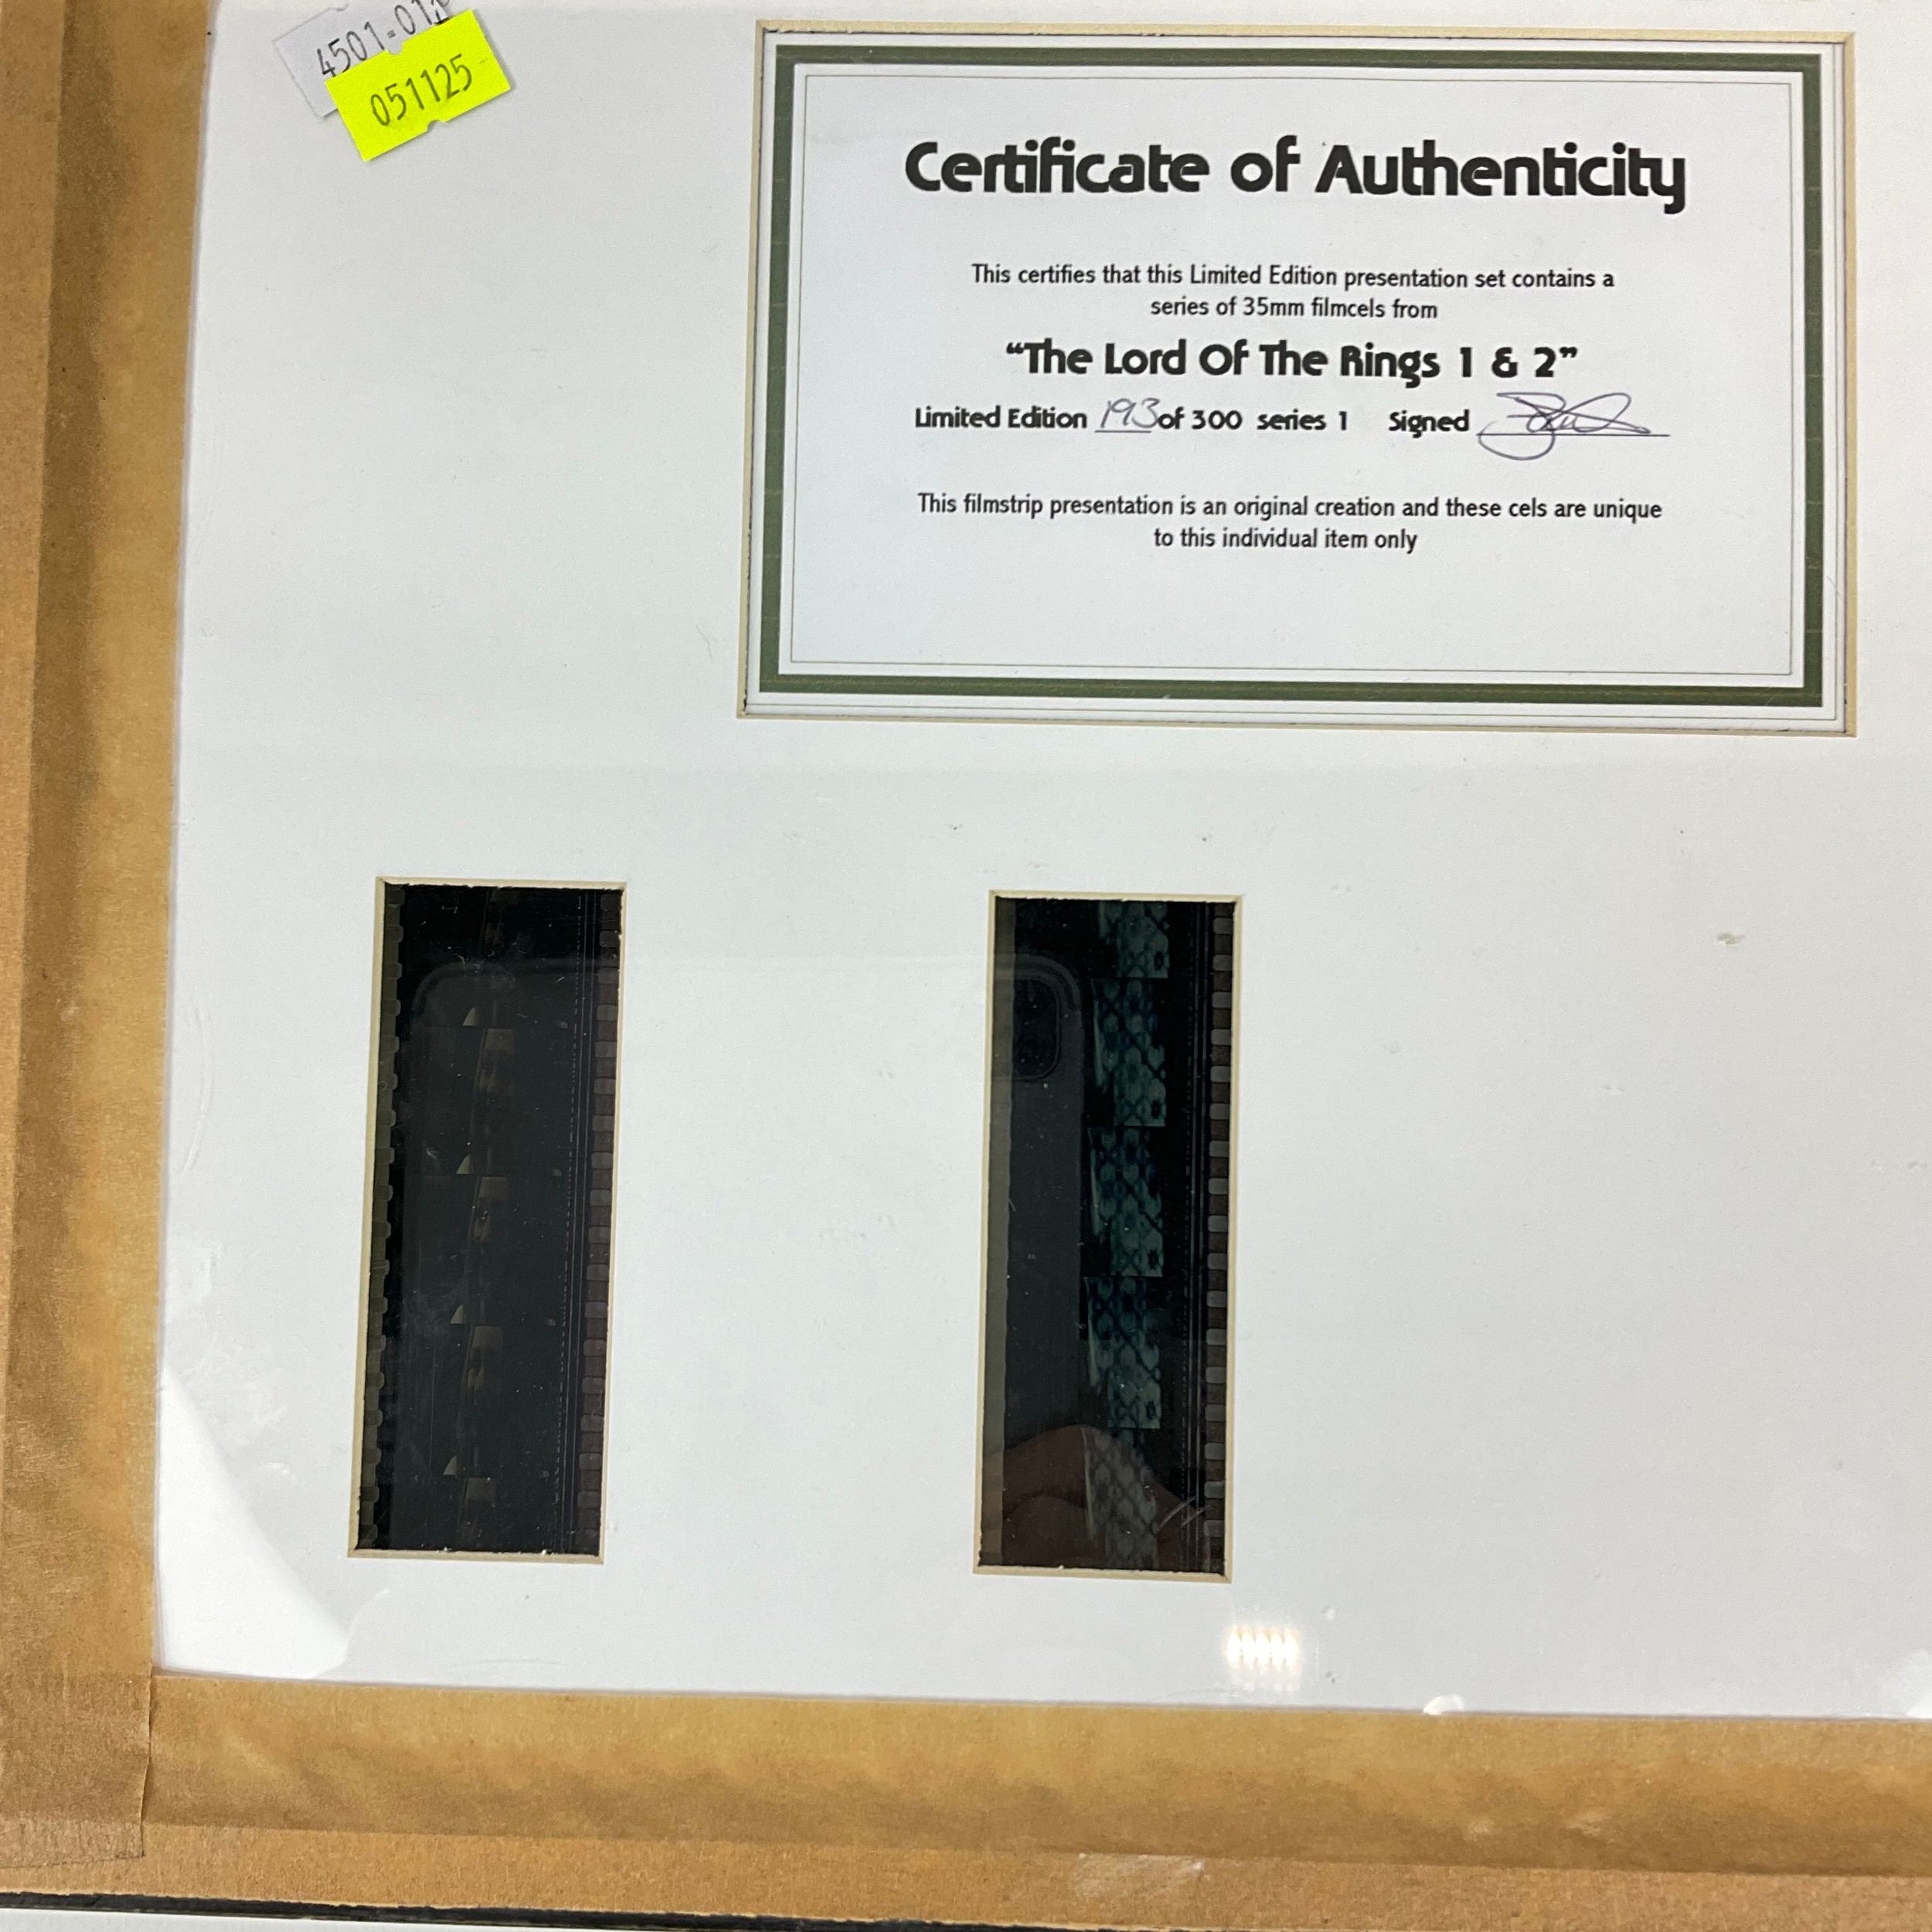 4501-01
051125
Certificate of Authenticity
This certifies that this Limited Edition presentation set contains a
series of 35mm filmcels from
“The Lord Of The Rings 1 & 2”
Limited Edition 193 of 300 series 1 Signed
This filmstrip presentation is an original creation and these cels are unique
to this individual item only